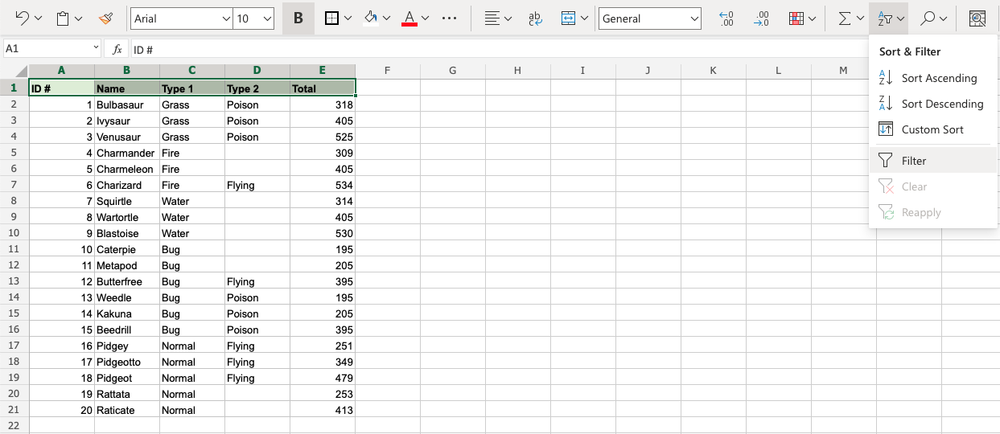 Arial 10 B A General ←0 .00 .00 →0
A1 fx ID #
Sort & Filter
Sort Ascending
Sort Descending
Custom Sort
Filter
Clear
Reapply
A B C D E F G H I J K L M
1 ID # Name Type 1 Type 2 Total
2 1 Bulbasaur Grass Poison 318
3 2 Ivysaur Grass Poison 405
4 3 Venusaur Grass Poison 525
5 4 Charmander Fire 309
6 5 Charmeleon Fire 405
7 6 Charizard Fire Flying 534
8 7 Squirtle Water 314
9 8 Wartortle Water 405
10 9 Blastoise Water 530
11 10 Caterpie Bug 195
12 11 Metapod Bug 205
13 12 Butterfree Bug Flying 395
14 13 Weedle Bug Poison 195
15 14 Kakuna Bug Poison 205
16 15 Beedrill Bug Poison 395
17 16 Pidgey Normal Flying 251
18 17 Pidgeotto Normal Flying 349
19 18 Pidgeot Normal Flying 479
20 19 Rattata Normal 253
21 20 Raticate Normal 413
22